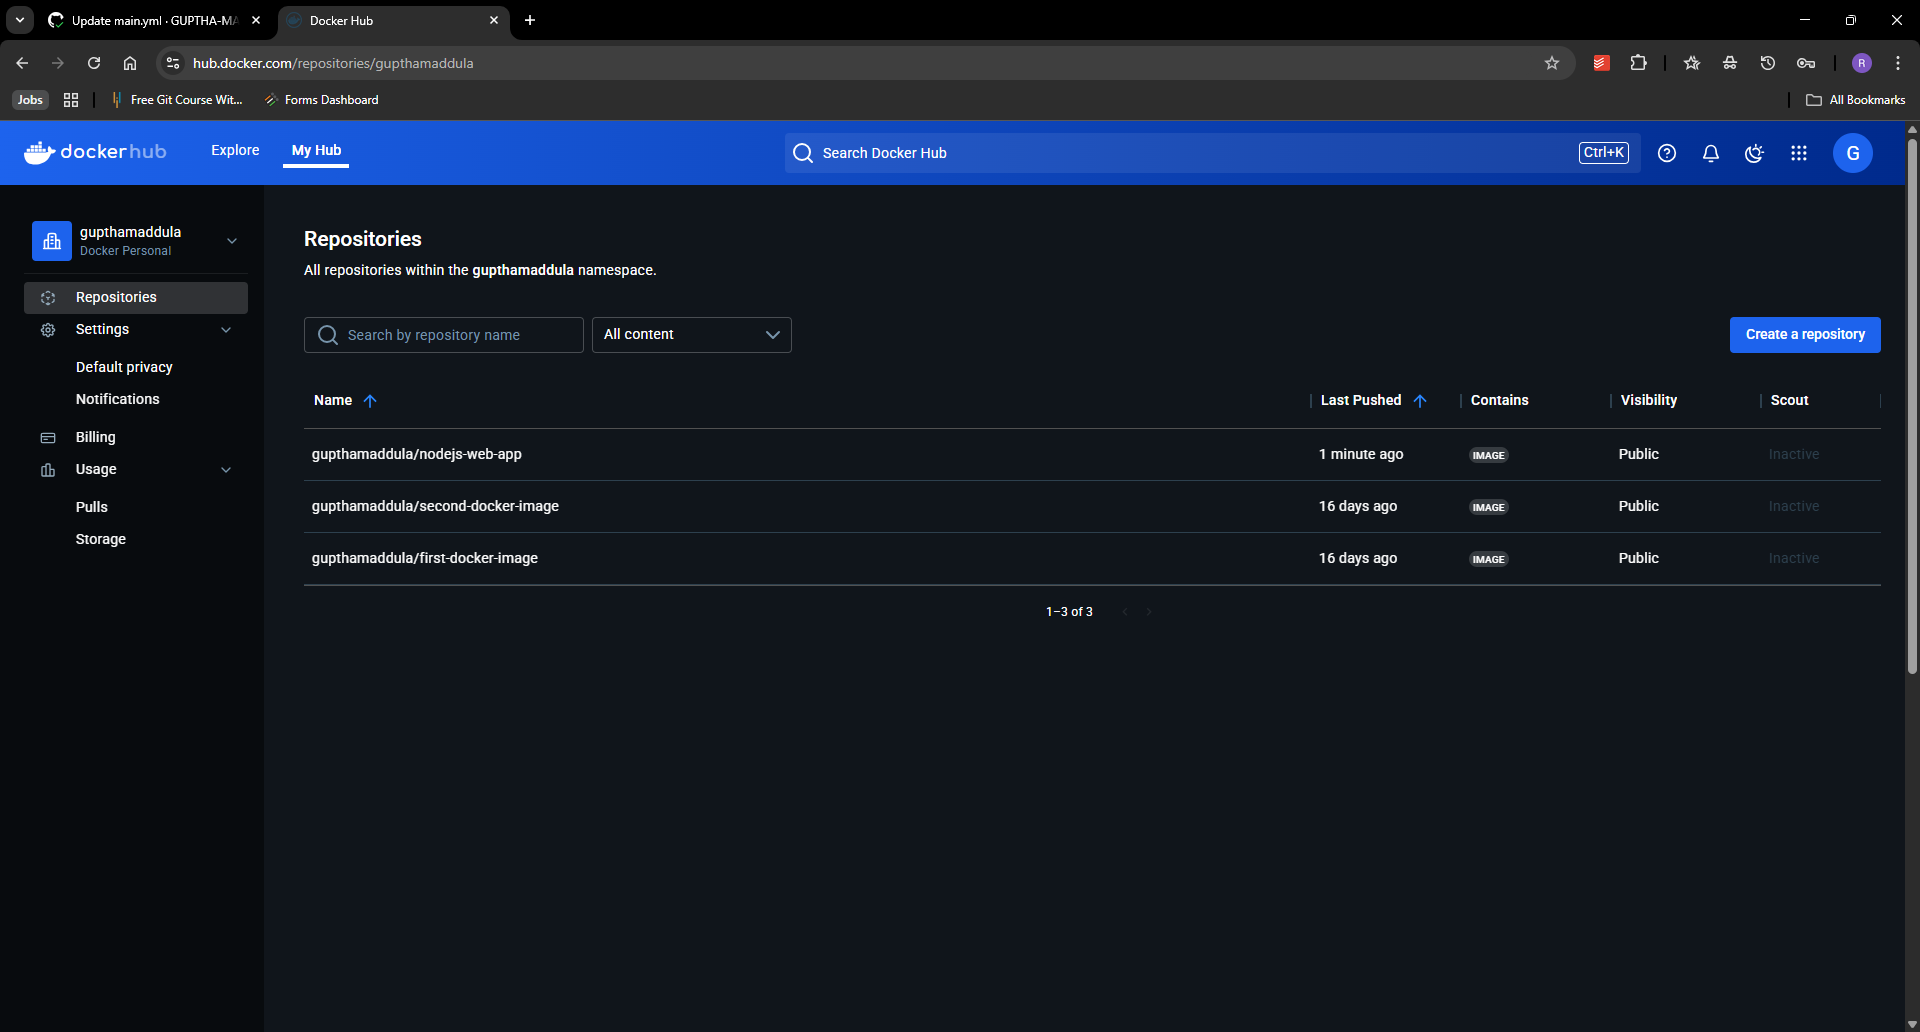 Update main.yml · GUPTHA-MA
Docker Hub
hub.docker.com/repositories/gupthamaddula
R
Jobs
Free Git Course Wit...
Forms Dashboard
All Bookmarks
dockerhub
Explore
My Hub
Search Docker Hub
Ctrl+K
G
gupthamaddula
Docker Personal
Repositories
Settings
Default privacy
Notifications
Billing
Usage
Pulls
Storage
Repositories
All repositories within the gupthamaddula namespace.
Search by repository name
All content
Create a repository
Name Last Pushed Contains Visibility Scout
gupthamaddula/nodejs-web-app 1 minute ago IMAGE Public Inactive
gupthamaddula/second-docker-image 16 days ago IMAGE Public Inactive
gupthamaddula/first-docker-image 16 days ago IMAGE Public Inactive
1–3 of 3